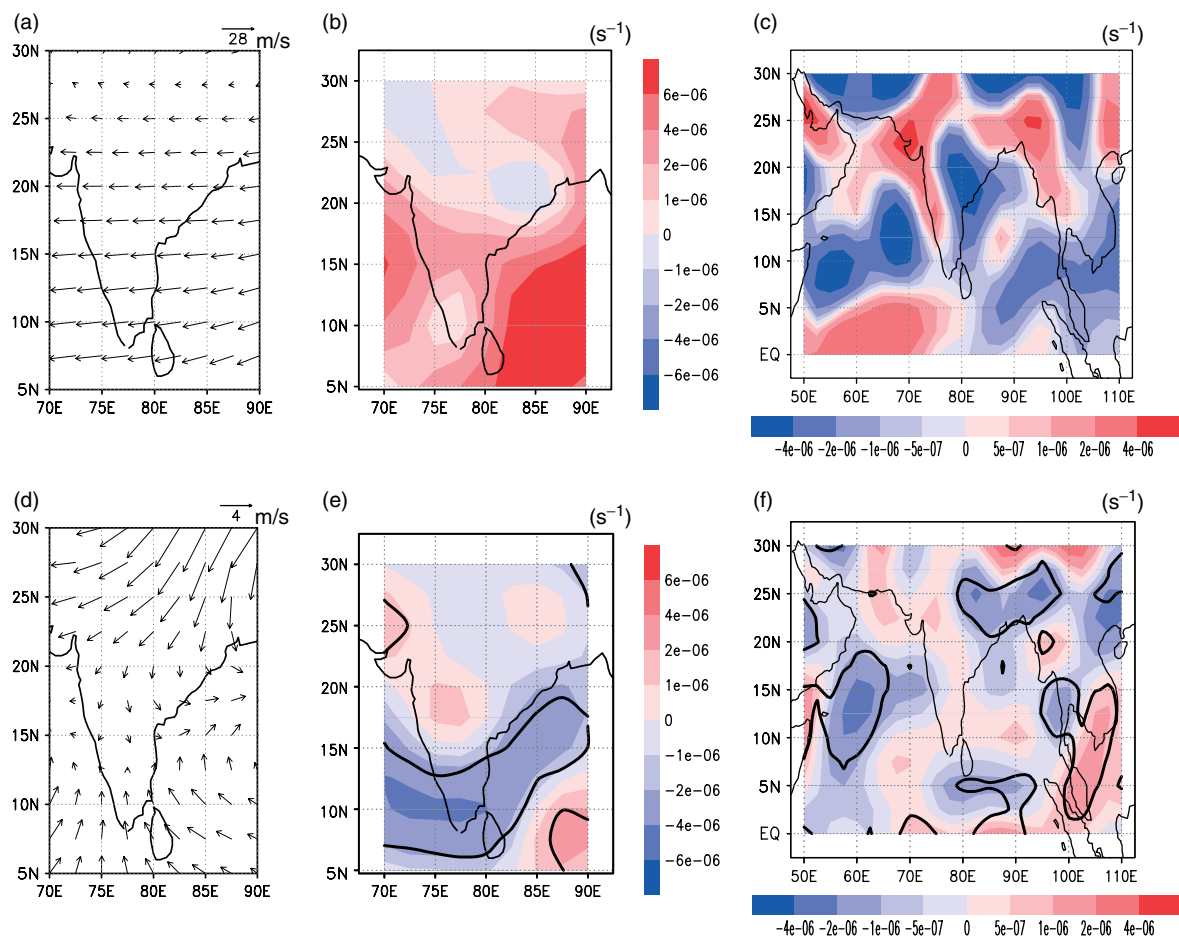 (a)
28 m/s
30N
25N
20N
15N
10N
5N
70E 75E 80E 85E 90E
(b)
(s⁻¹)
30N
25N
20N
15N
10N
5N
70E 75E 80E 85E 90E
6e-06
4e-06
2e-06
1e-06
0
-1e-06
-2e-06
-4e-06
-6e-06
(c)
(s⁻¹)
30N
25N
20N
15N
10N
5N
EQ
50E 60E 70E 80E 90E 100E 110E
-4e-06 -2e-06 -1e-06 -5e-07 0 5e-07 1e-06 2e-06 4e-06
(d)
4 m/s
30N
25N
20N
15N
10N
5N
70E 75E 80E 85E 90E
(e)
(s⁻¹)
30N
25N
20N
15N
10N
5N
70E 75E 80E 85E 90E
6e-06
4e-06
2e-06
1e-06
0
-1e-06
-2e-06
-4e-06
-6e-06
(f)
(s⁻¹)
30N
25N
20N
15N
10N
5N
EQ
50E 60E 70E 80E 90E 100E 110E
-4e-06 -2e-06 -1e-06 -5e-07 0 5e-07 1e-06 2e-06 4e-06